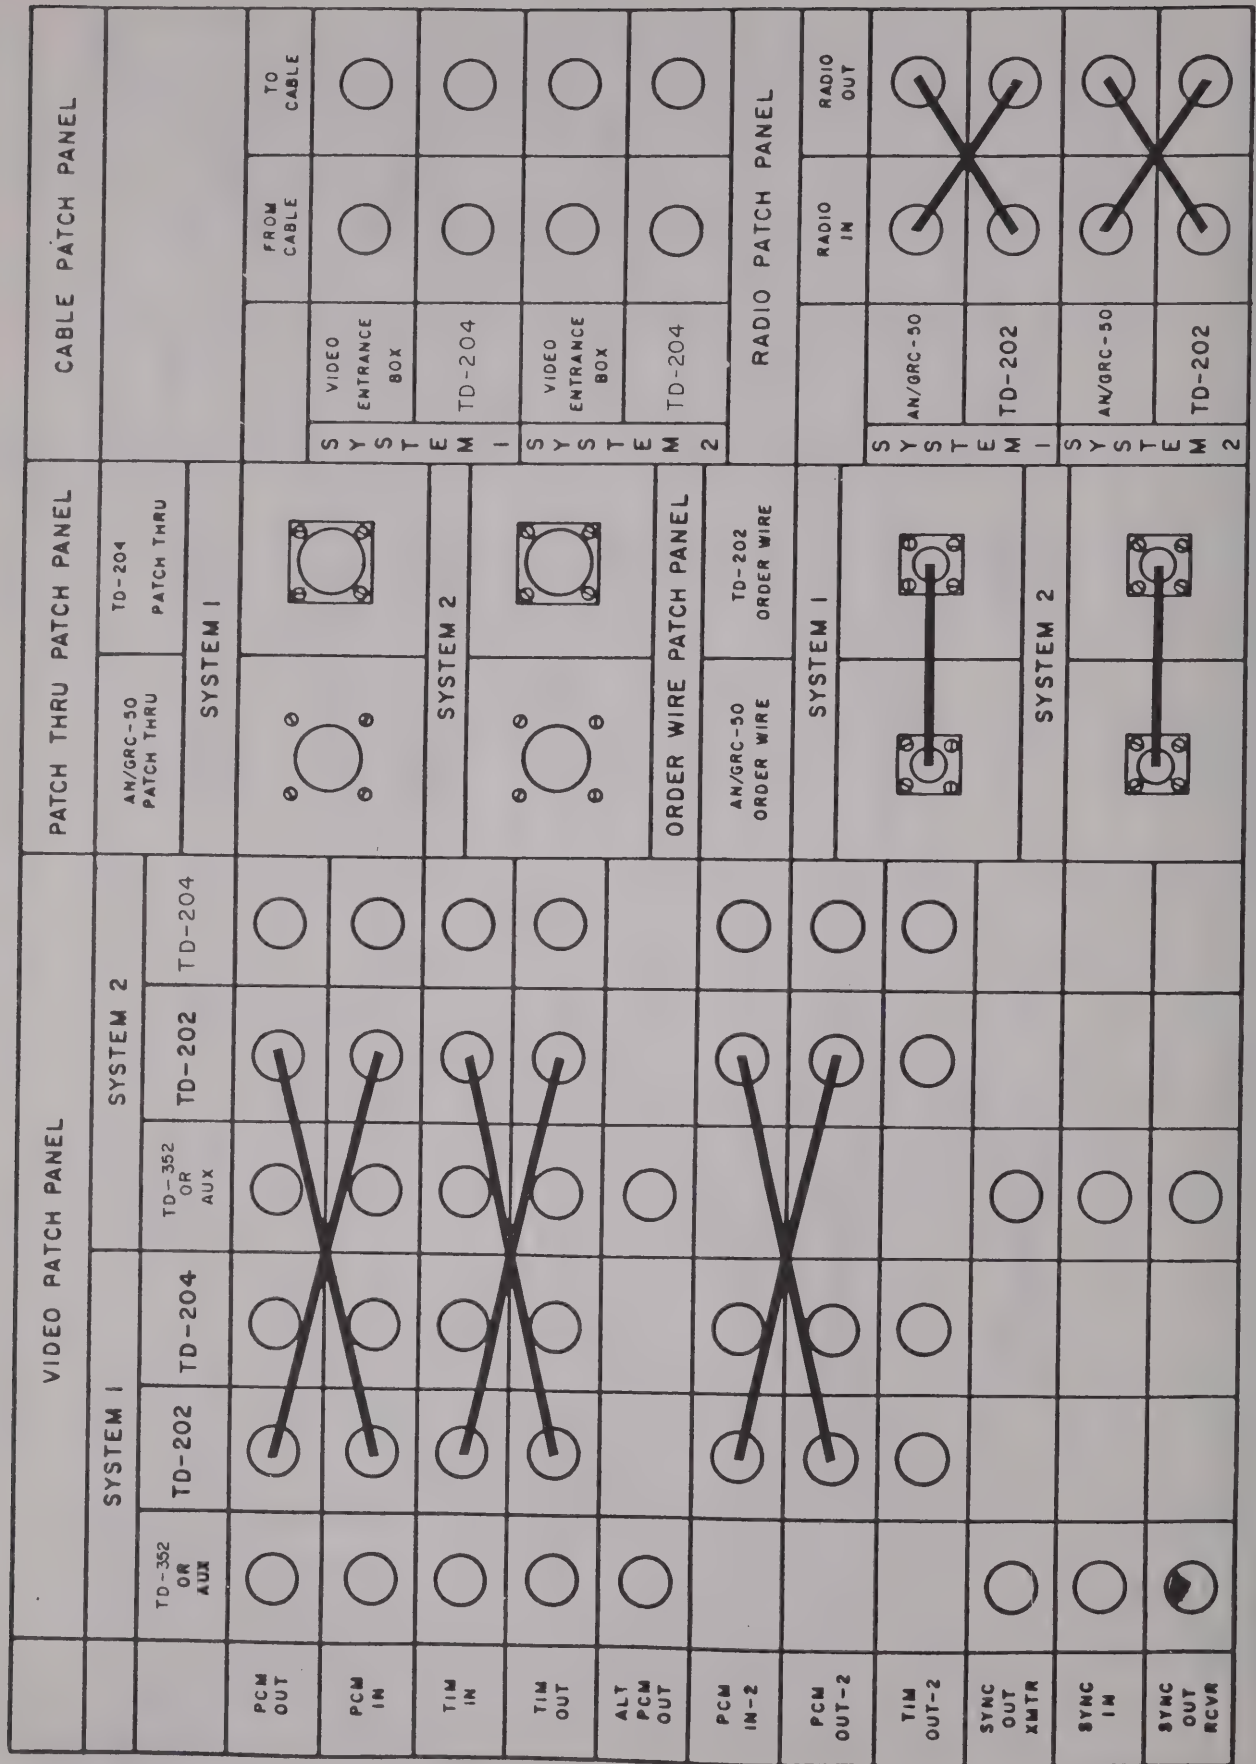 VIDEO PATCH PANEL
SYSTEM 1
SYSTEM 2
TD-352
OR
AUX
TD-202
TD-204
TD-352
OR
AUX
TD-202
TD-204
PCM
OUT
PCM
IN
TIM
IN
TIM
OUT
ALT
PCM
OUT
PCM
IN-2
PCM
OUT-2
TIM
OUT-2
SYNC
OUT
XMTR
SYNC
IN
SYNC
OUT
RCVR
PATCH THRU PATCH PANEL
AN/GRC-50
PATCH THRU
TD-204
PATCH THRU
SYSTEM 1
SYSTEM 2
ORDER WIRE PATCH PANEL
AN/GRC-50
ORDER WIRE
TD-202
ORDER WIRE
SYSTEM 1
SYSTEM 2
CABLE PATCH PANEL
FROM
CABLE
TO
CABLE
SYSTEM 1
VIDEO
ENTRANCE
BOX
TD-204
SYSTEM 2
VIDEO
ENTRANCE
BOX
TD-204
RADIO PATCH PANEL
RADIO
IN
RADIO
OUT
SYSTEM 1
AN/GRC-50
TD-202
SYSTEM 2
AN/GRC-50
TD-202